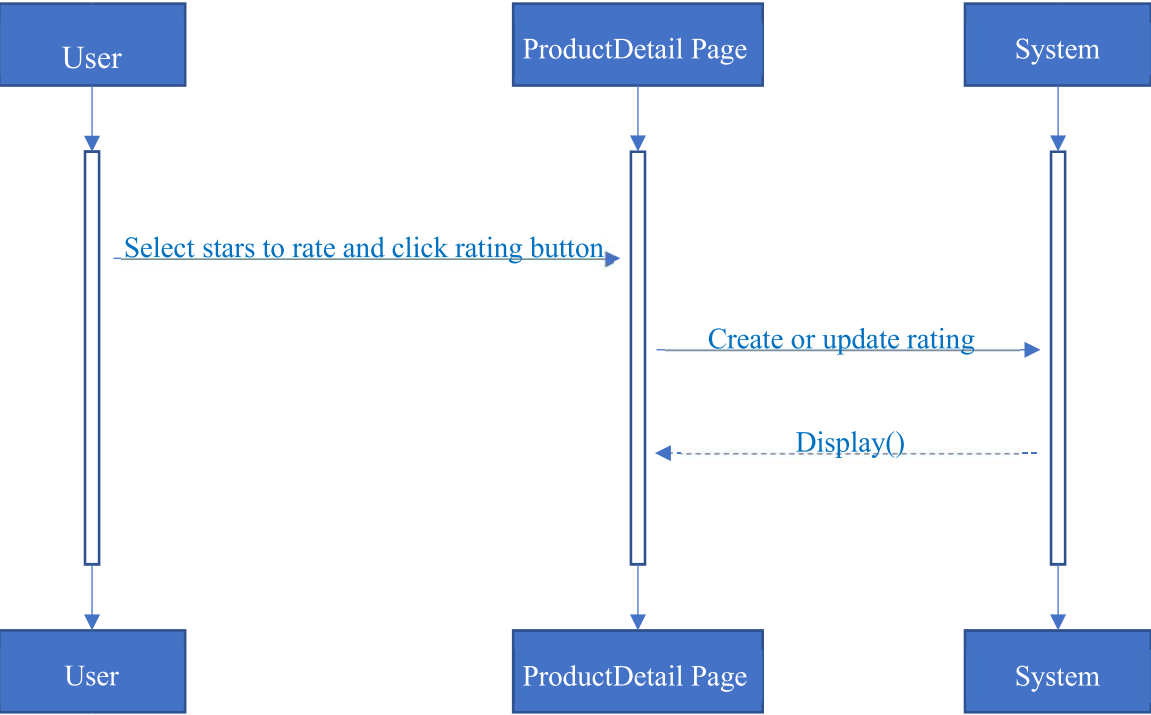 User
ProductDetail Page
System
Select stars to rate and click rating button
Create or update rating
Display()
User
ProductDetail Page
System